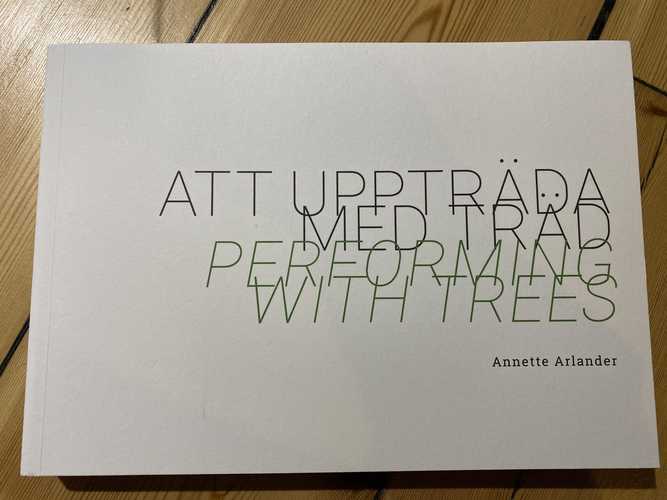 ATT UPPTRÄDA
MED TRÄD
PERFORMING
WITH TREES
Annette Arlander